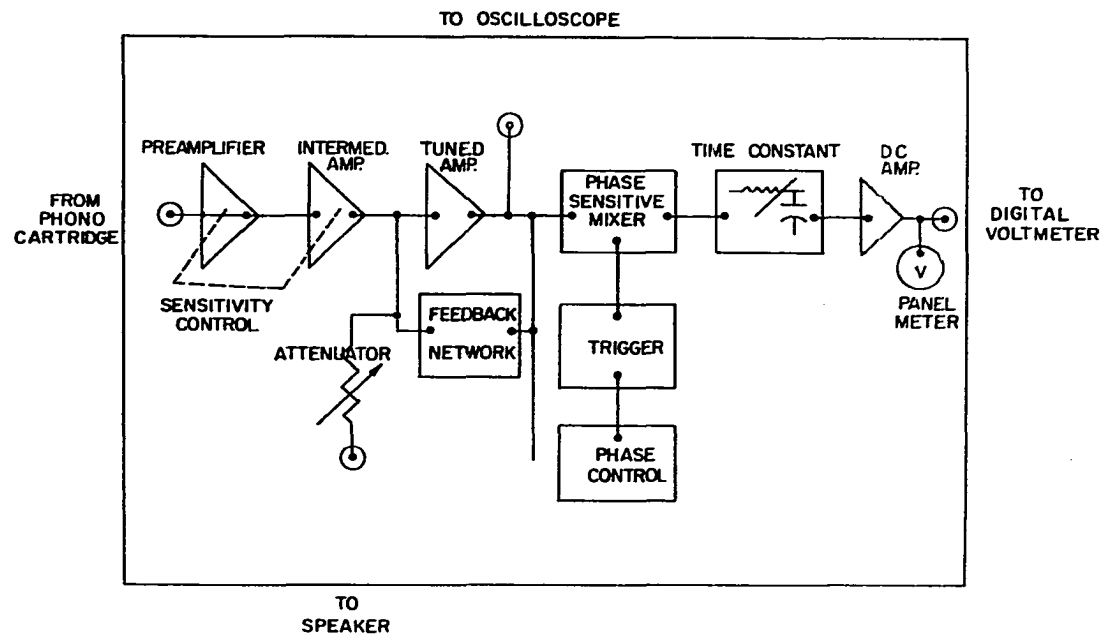 TO OSCILLOSCOPE
PREAMPLIFIER
INTERMED.
AMP.
TUNED
AMP.
TIME CONSTANT
D C
AMP.
FROM
PHONO
CARTRIDGE
PHASE
SENSITIVE
MIXER
TO
DIGITAL
VOLTMETER
SENSITIVITY
CONTROL
V
PANEL
METER
FEEDBACK
NETWORK
ATTENUATOR
TRIGGER
PHASE
CONTROL
TO
SPEAKER